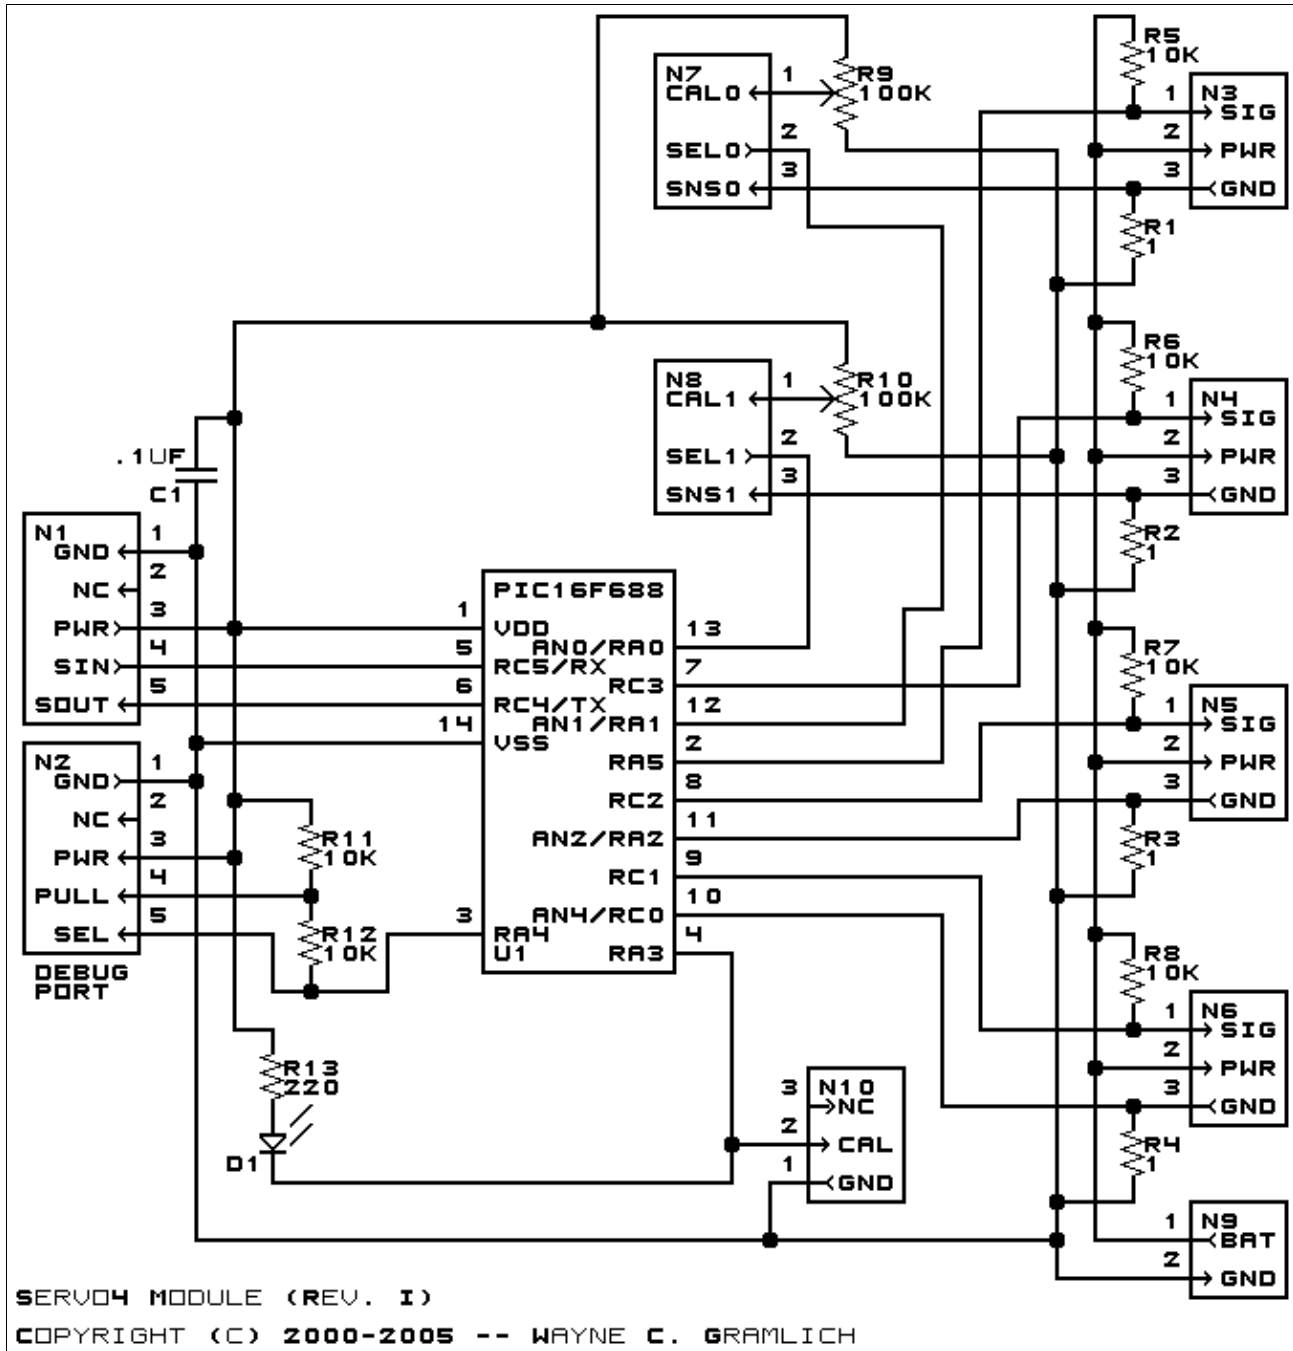 R5
10K
N7
1
CAL0
R9
100K
2
SEL0
3
SNS0
1
N3
SIG
2
PWR
3
GND
R1
1
R6
10K
N8
1
CAL1
R10
100K
2
SEL1
3
SNS1
1
N4
SIG
2
PWR
3
GND
R2
1
.1UF
C1
N1
1
GND
2
NC
3
PWR
4
SIN
5
SOUT
N2
1
GND
2
NC
3
PWR
4
PULL
5
SEL
DEBUG
PORT
R11
10K
R12
10K
R13
220
D1
PIC16F688
1
VDD
5
RC5/RX
6
RC4/TX
14
VSS
3
RA4
U1
13
AN0/RA0
7
RC3
12
AN1/RA1
2
RA5
8
RC2
11
AN2/RA2
9
RC1
10
AN4/RC0
4
RA3
R7
10K
1
N5
SIG
2
PWR
3
GND
R3
1
R8
10K
1
N6
SIG
2
PWR
3
GND
R4
1
3
N10
NC
2
CAL
1
GND
1
N9
BAT
2
GND
SERVO4 MODULE (REV. I)
COPYRIGHT (C) 2000-2005 -- WAYNE C. GRAMLICH